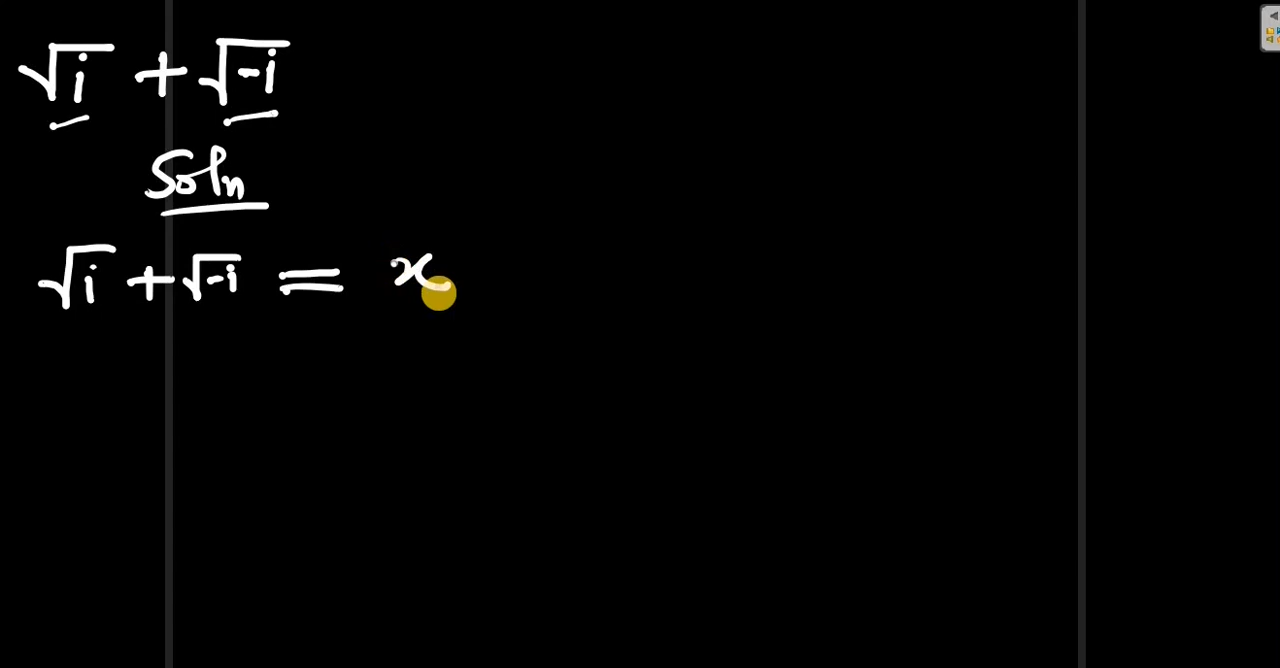 √i + √-i
Soln
√i + √-i = x